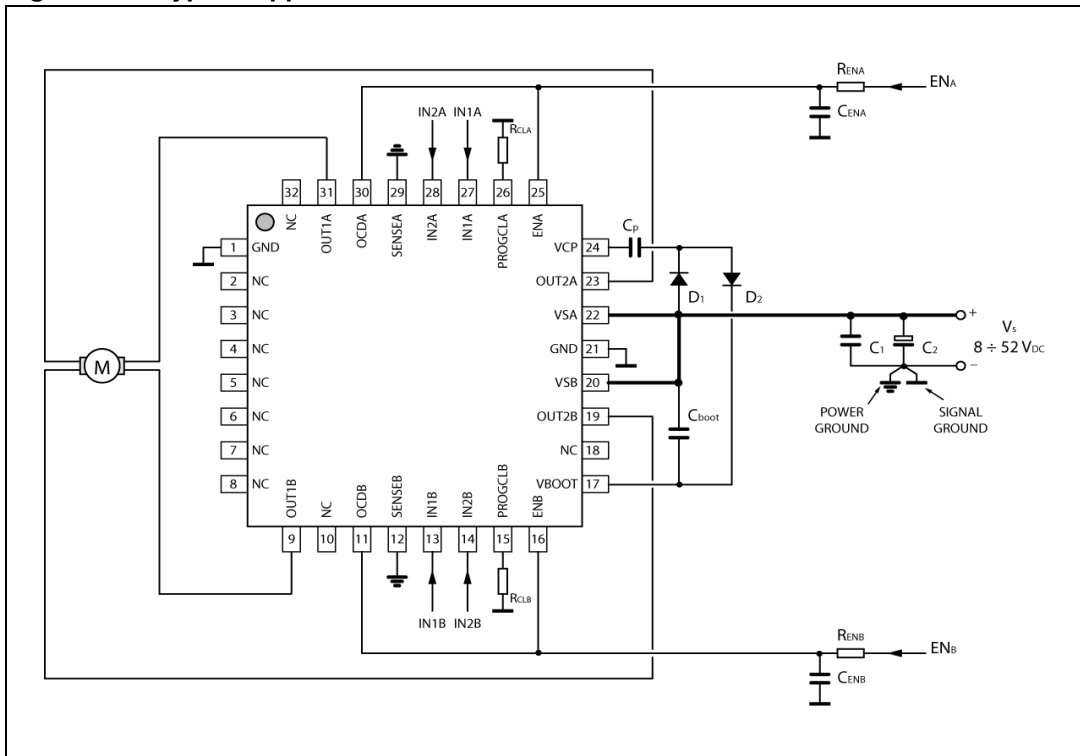 RENA
ENA
CENA
IN2A IN1A
RCLA
32 31 30 29 28 27 26 25
NC OUT1A OCDA SENSEA IN2A IN1A PROGCLA ENA
1 GND
2 NC
3 NC
4 NC
5 NC
6 NC
7 NC
8 NC
M
VCP 24
OUT2A 23
VSA 22
GND 21
VSB 20
OUT2B 19
NC 18
VBOOT 17
Cp
D1
D2
Cboot
C1
C2
+
Vs
8 ÷ 52 VDC
−
POWER
GROUND
SIGNAL
GROUND
OUT1B NC OCDB SENSEB IN1B IN2B PROGCLB ENB
9 10 11 12 13 14 15 16
RCLB
IN1B IN2B
RENB
ENB
CENB